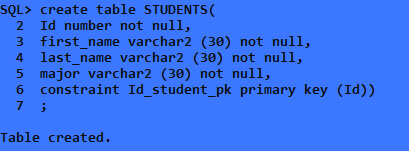 SQL> create table STUDENTS(
2 Id number not null,
3 first_name varchar2 (30) not null,
4 last_name varchar2 (30) not null,
5 major varchar2 (30) not null,
6 constraint Id_student_pk primary key (Id))
7 ;
Table created.